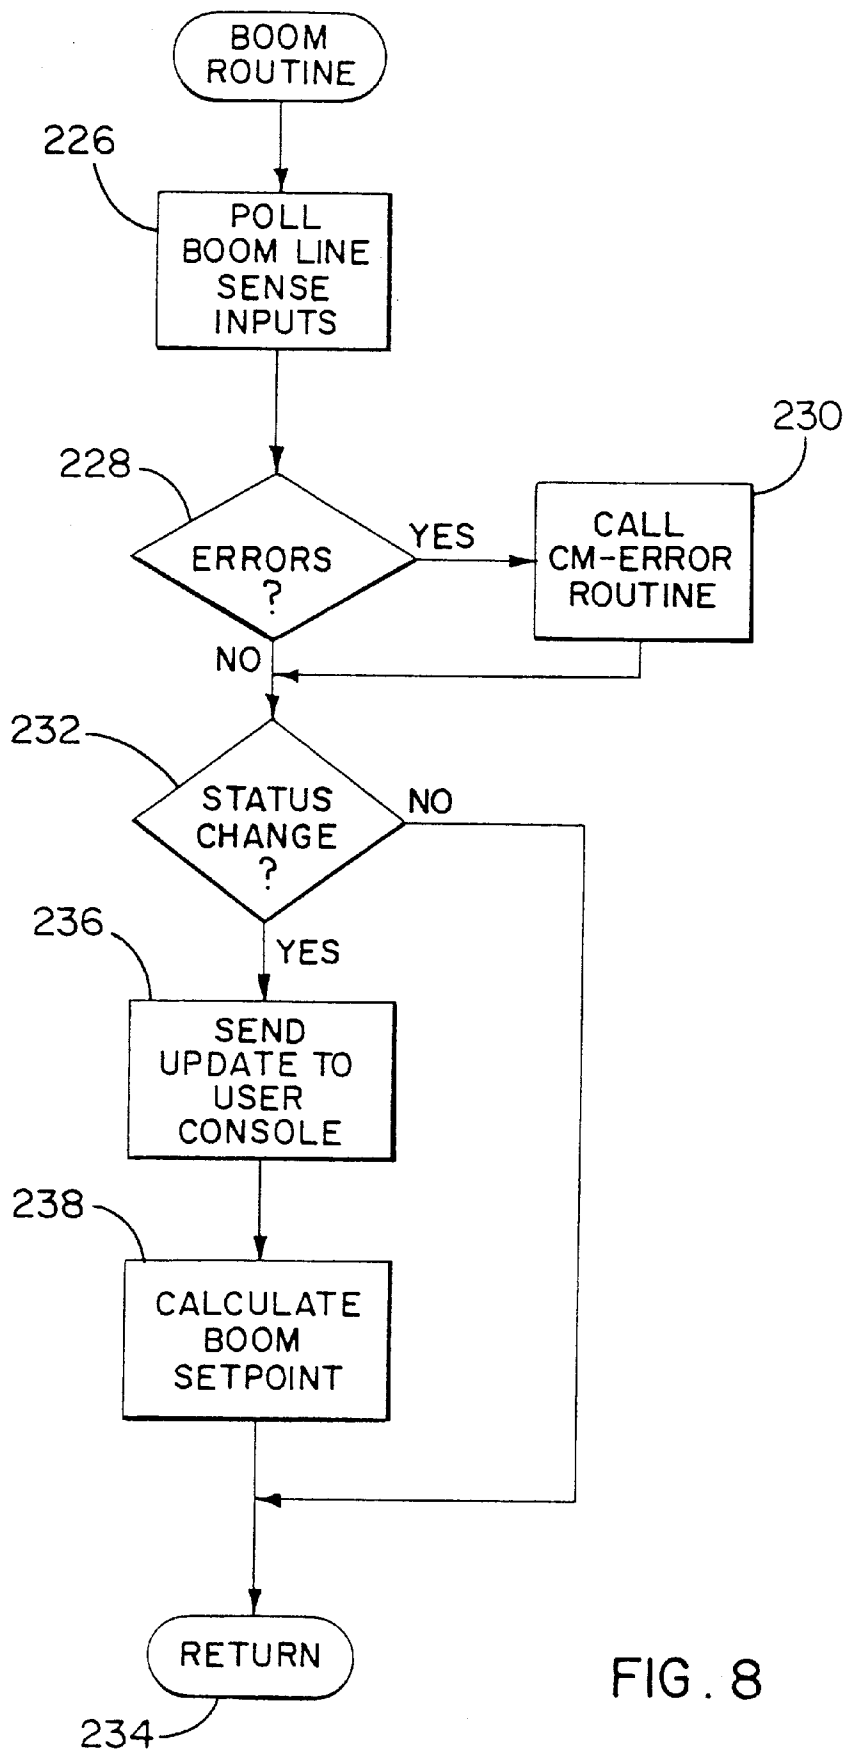 BOOM
ROUTINE
226
POLL
BOOM LINE
SENSE
INPUTS
228
ERRORS
?
YES
230
CALL
CM-ERROR
ROUTINE
NO
232
STATUS
CHANGE
?
NO
YES
236
SEND
UPDATE TO
USER
CONSOLE
238
CALCULATE
BOOM
SETPOINT
RETURN
234
FIG. 8